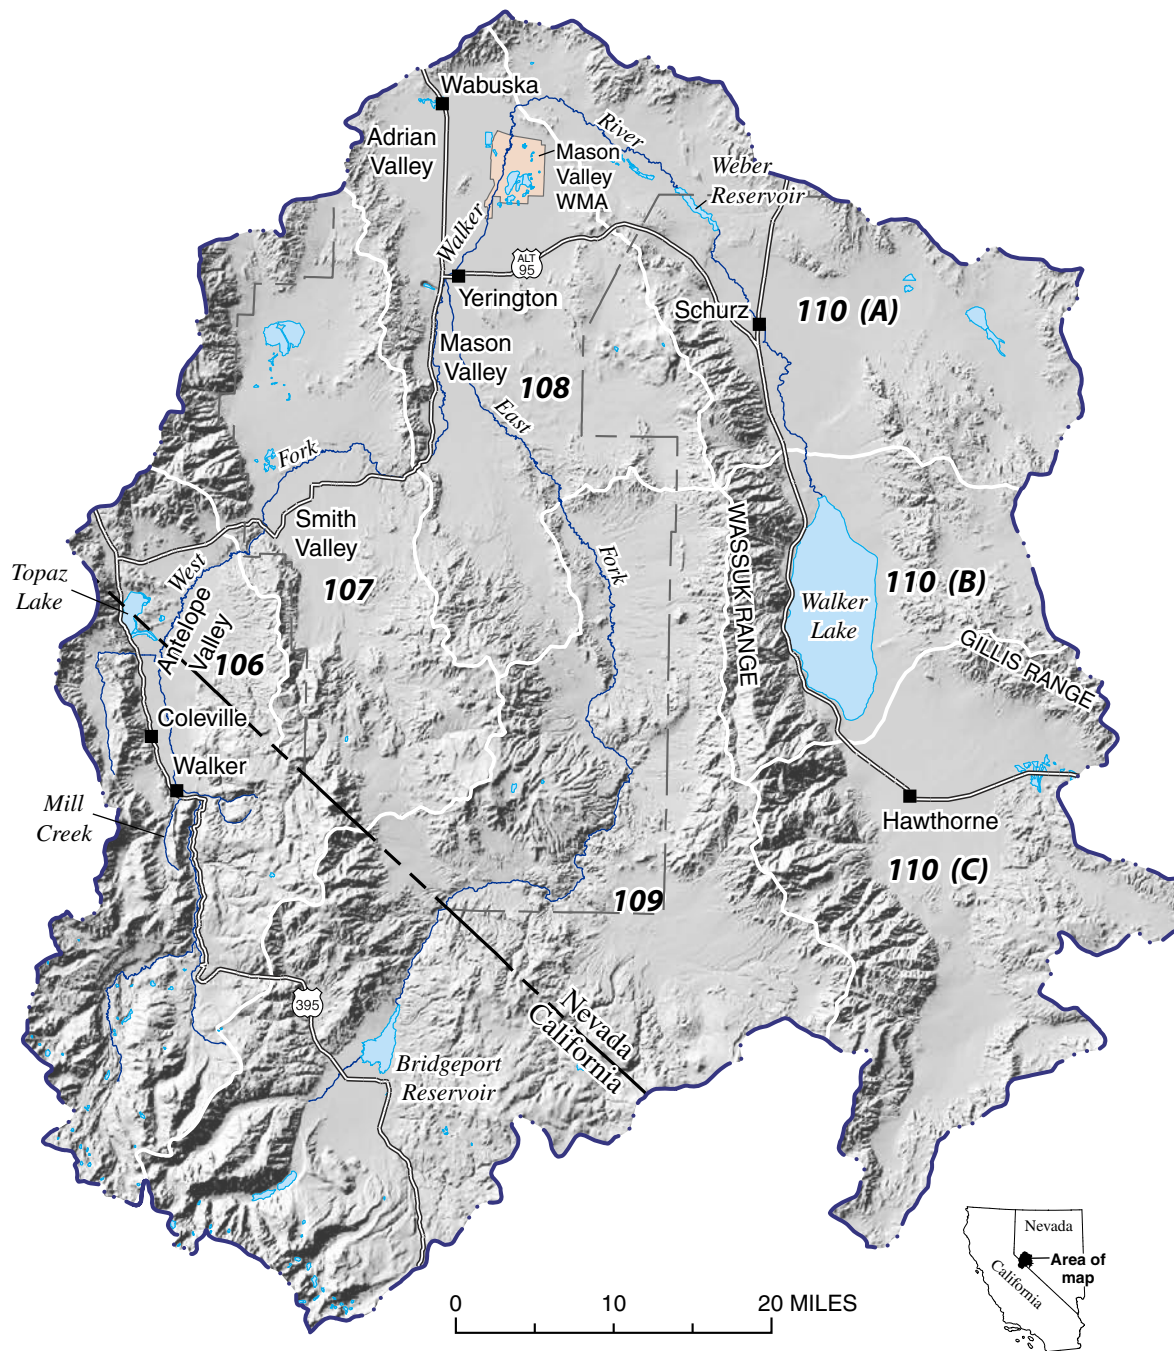 Wabuska
Adrian
Valley
River
Mason
Valley
WMA
Weber
Reservoir
Walker
ALT
95
Yerington
Schurz
110 (A)
Mason
Valley
108
East
Fork
Smith
Valley
WASSUK RANGE
Fork
Topaz
Lake
West
107
110 (B)
Antelope
Valley
Walker
Lake
106
GILLIS RANGE
Coleville
Walker
Mill
Creek
Hawthorne
110 (C)
109
395
Nevada
California
Bridgeport
Reservoir
Nevada
Area of
map
California
0 10 20 MILES